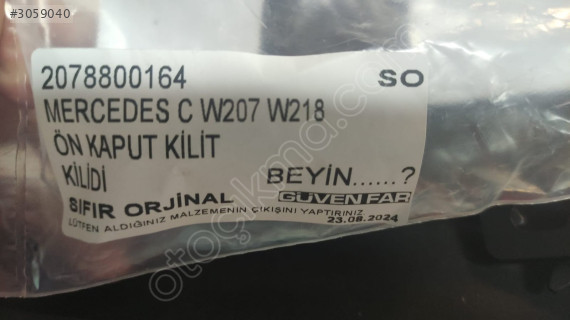 #3059040
2078800164 SO
MERCEDES C W207 W218
ÖN KAPUT KİLİT
KİLİDİ BEYİN......?
SIFIR ORJİNAL GÜVEN FAR
LÜTFEN ALDIĞINIZ MALZEMENİN ÇIKIŞINI YAPTIRINIZ
23.08.2024
otocikma.com